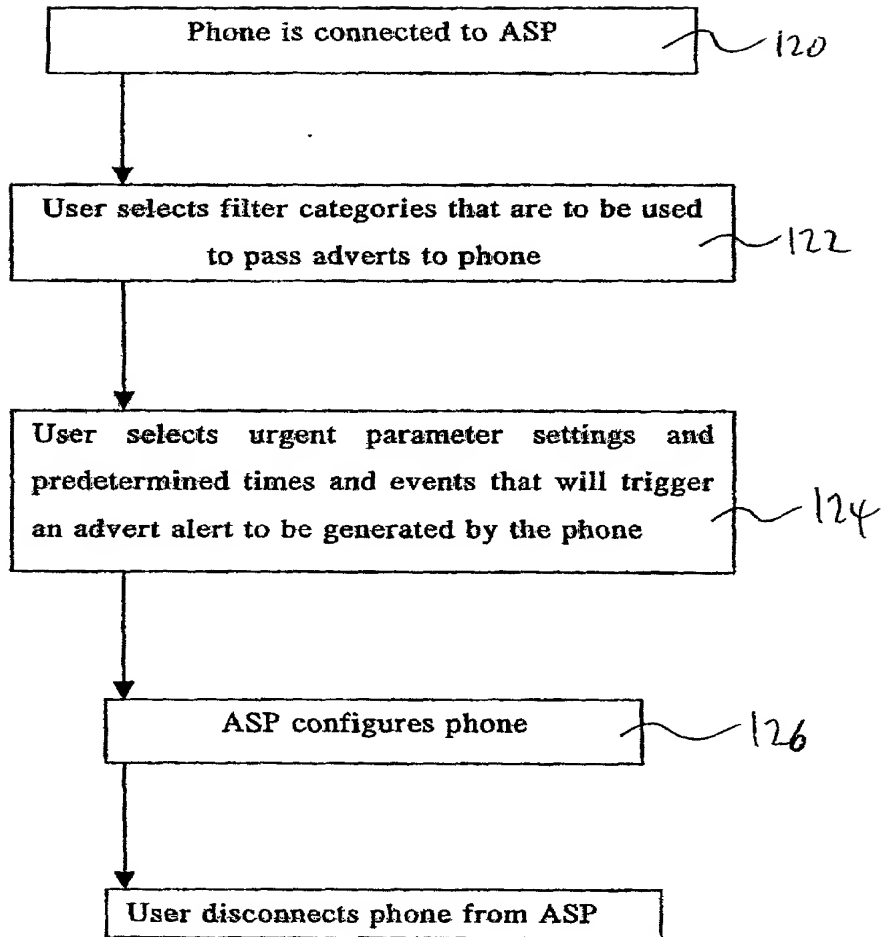 Phone is connected to ASP
120
User selects filter categories that are to be used
to pass adverts to phone
122
User selects urgent parameter settings and
predetermined times and events that will trigger
an advert alert to be generated by the phone
124
ASP configures phone
126
User disconnects phone from ASP